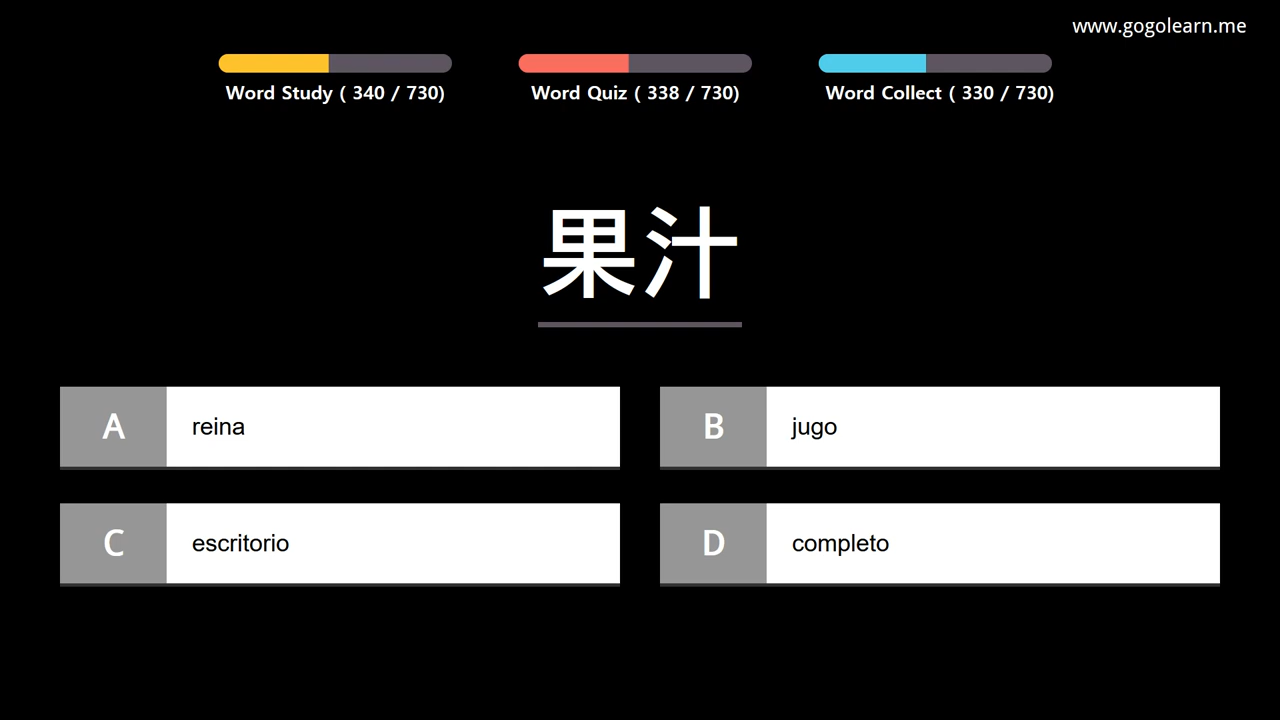 www.gogolearn.me
Word Study ( 340 / 730)
Word Quiz ( 338 / 730)
Word Collect ( 330 / 730)
果汁
A reina
B jugo
C escritorio
D completo